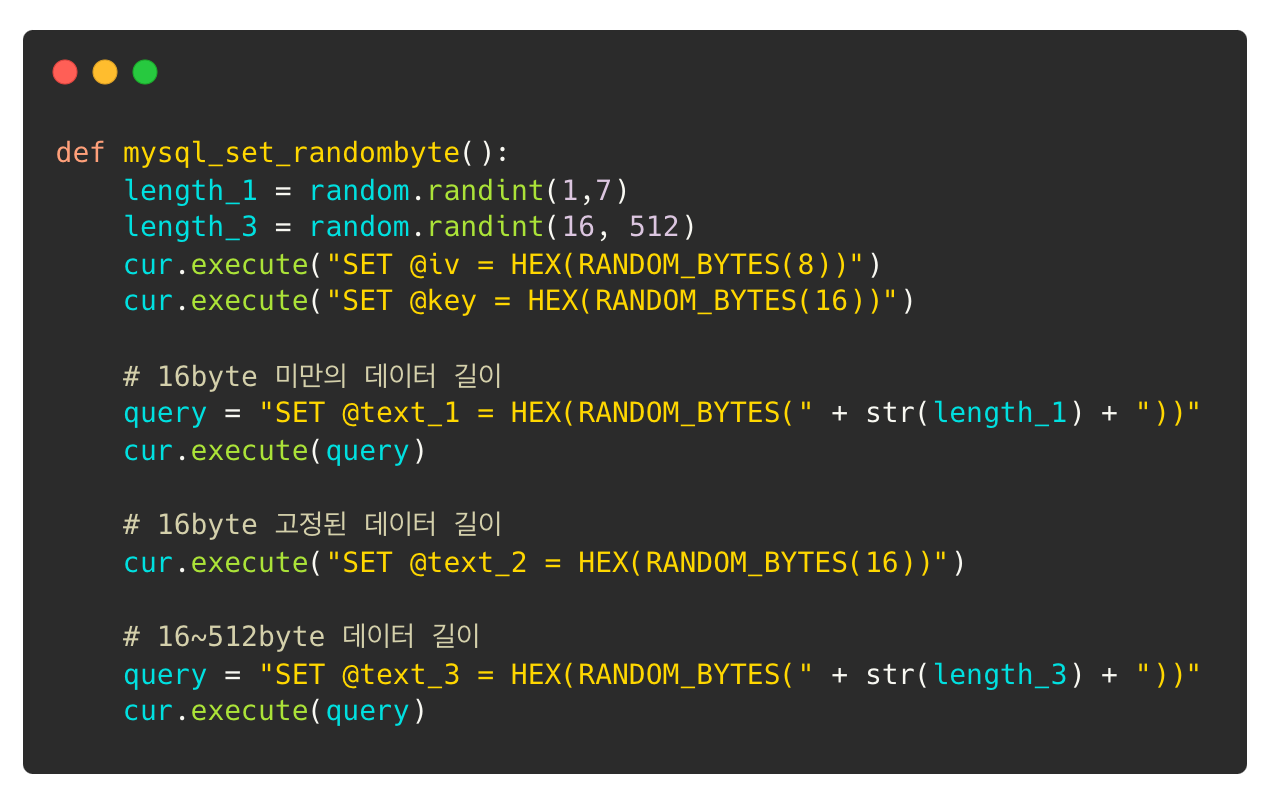 def mysql_set_randombyte():
    length_1 = random.randint(1,7)
    length_3 = random.randint(16, 512)
    cur.execute("SET @iv = HEX(RANDOM_BYTES(8))")
    cur.execute("SET @key = HEX(RANDOM_BYTES(16))")

    # 16byte 미만의 데이터 길이
    query = "SET @text_1 = HEX(RANDOM_BYTES(" + str(length_1) + "))"
    cur.execute(query)

    # 16byte 고정된 데이터 길이
    cur.execute("SET @text_2 = HEX(RANDOM_BYTES(16))")

    # 16~512byte 데이터 길이
    query = "SET @text_3 = HEX(RANDOM_BYTES(" + str(length_3) + "))"
    cur.execute(query)